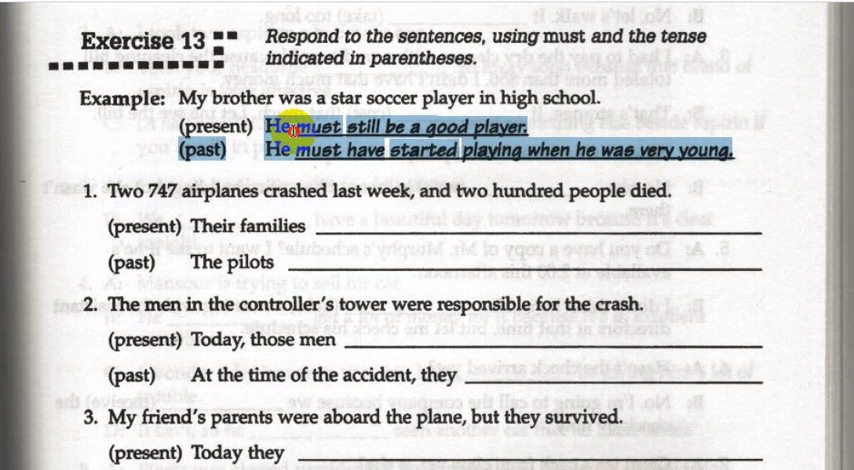 Exercise 13 Respond to the sentences, using must and the tense
indicated in parentheses.
Example: My brother was a star soccer player in high school.
(present) He must still be a good player.
(past) He must have started playing when he was very young.
1. Two 747 airplanes crashed last week, and two hundred people died.
(present) Their families
(past) The pilots
2. The men in the controller's tower were responsible for the crash.
(present) Today, those men
(past) At the time of the accident, they
3. My friend's parents were aboard the plane, but they survived.
(present) Today they